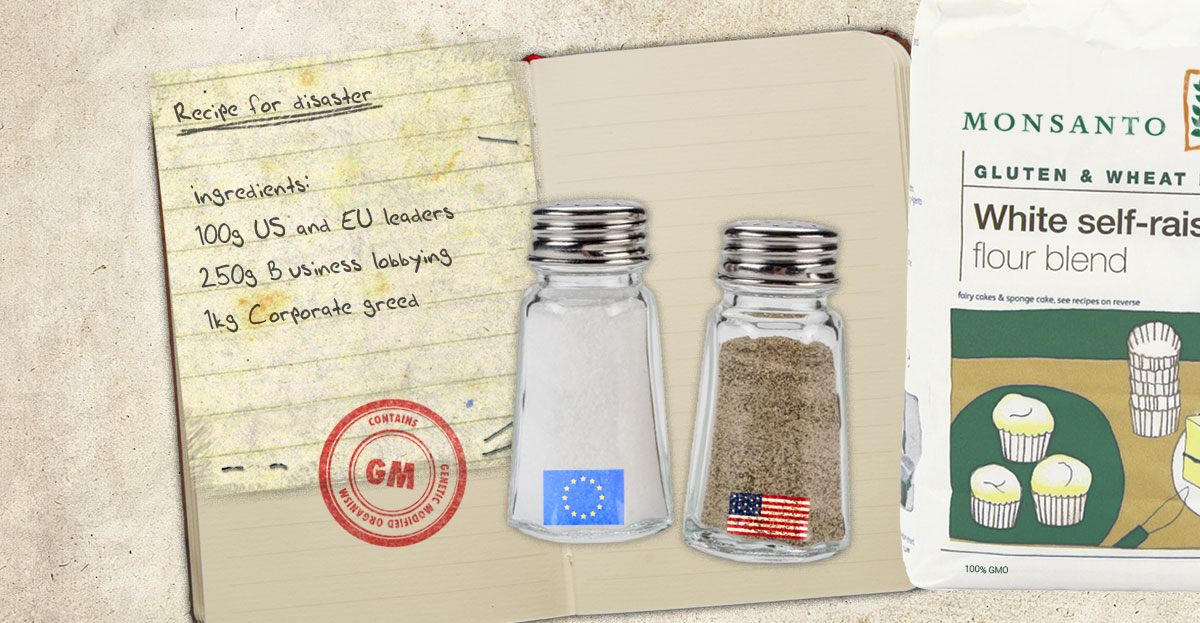 Recipe for disaster
ingredients:
100g US and EU leaders
250g Business lobbying
1kg Corporate greed
CONTAINS
GM
GENETIC MODIFIED ORGANISM
MONSANTO
GLUTEN & WHEAT
White self-rais
flour blend
fairy cakes & sponge cake, see recipes on reverse
100% GMO